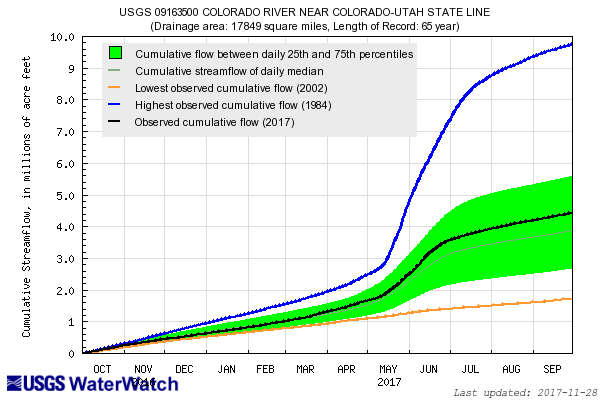 USGS 09163500 COLORADO RIVER NEAR COLORADO-UTAH STATE LINE
(Drainage area: 17849 square miles, Length of Record: 65 year)
Cumulative Streamflow, in millions of acre feet
10.0
9
8.0
7.0
6.0
5.0
4.0
3.0
2.0
1.0
0
Cumulative flow between daily 25th and 75th percentiles
Cumulative streamflow of daily median
Lowest observed cumulative flow (2002)
Highest observed cumulative flow (1984)
Observed cumulative flow (2017)
OCT NOV DEC JAN FEB MAR APR MAY JUN JUL AUG SEP
2016 2017
USGS WaterWatch
Last updated: 2017-11-28